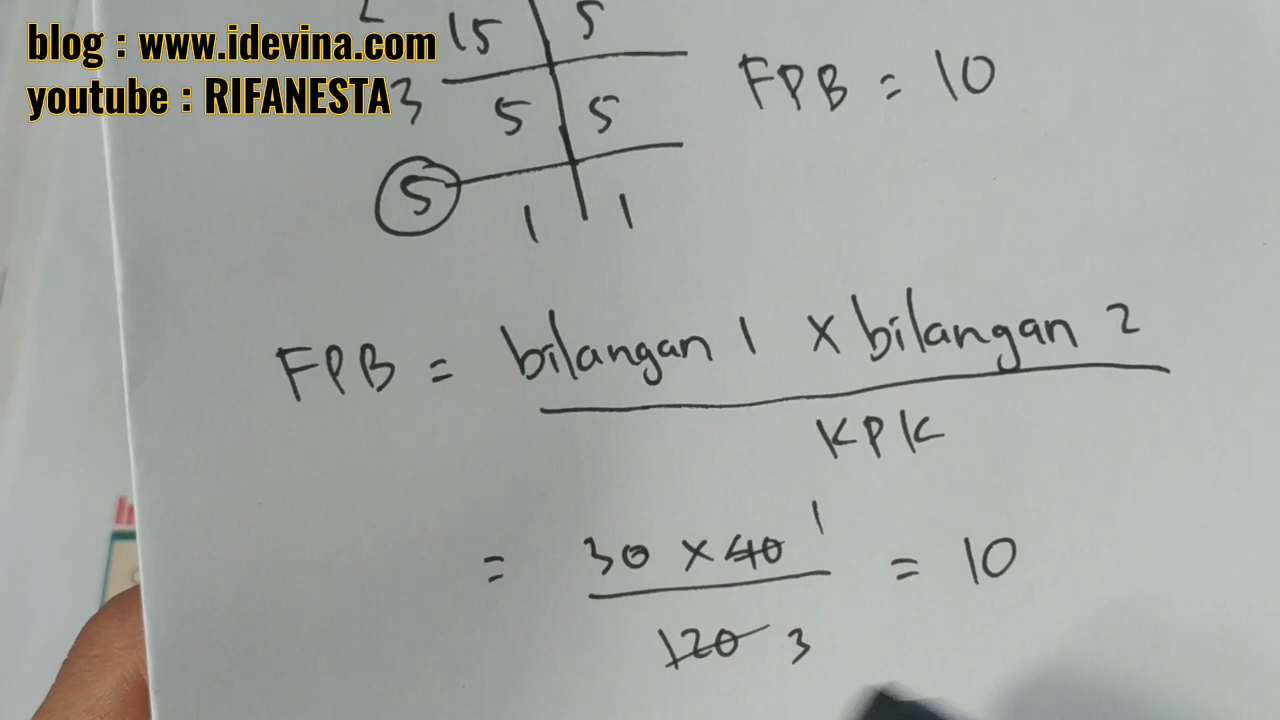 blog : www.idevina.com
youtube : RIFANESTA
2 15 5
3 5 5
5 1 1
FPB = 10
FPB = bilangan 1 x bilangan 2
KPK
= 30 x 40 1 = 10
120 3